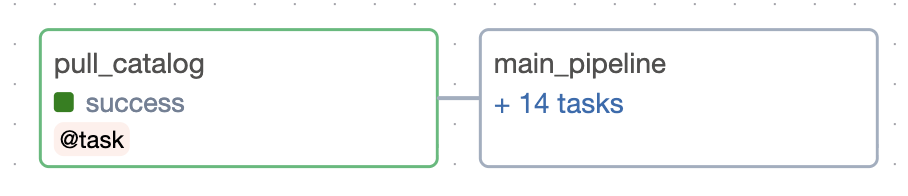 pull_catalog
success
@task
main_pipeline
+ 14 tasks